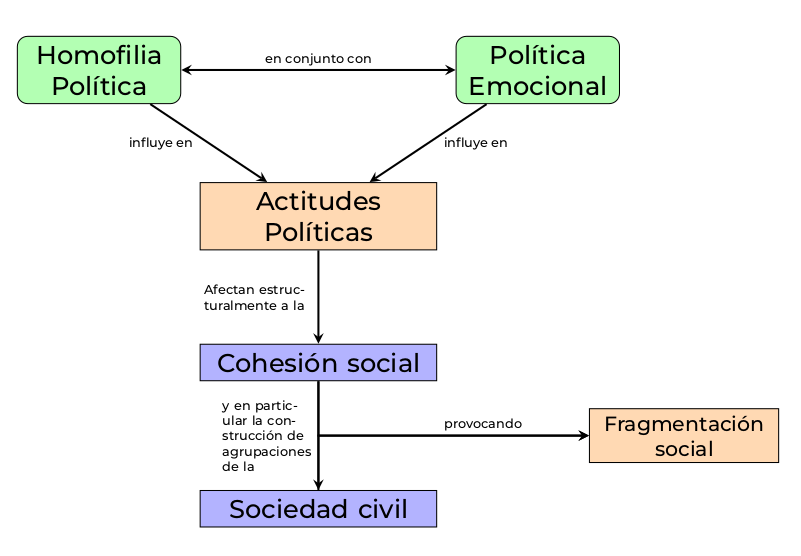 Homofilia
Política
en conjunto con
Política
Emocional
influye en
influye en
Actitudes
Políticas
Afectan estruc-
turalmente a la
Cohesión social
y en partic-
ular la con-
strucción de
agrupaciones
de la
provocando
Fragmentación
social
Sociedad civil